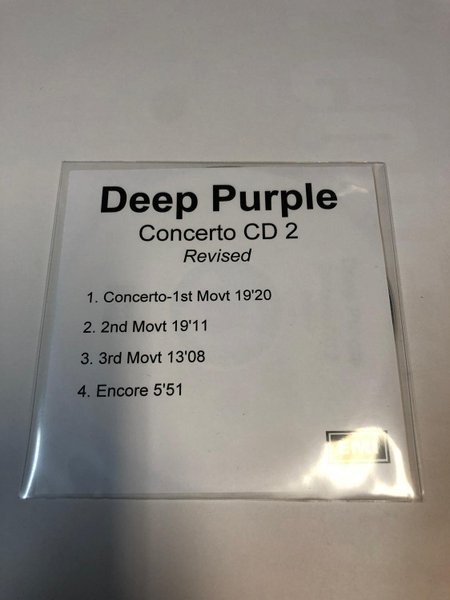 Deep Purple
Concerto CD 2
Revised
1. Concerto-1st Movt 19'20
2. 2nd Movt 19'11
3. 3rd Movt 13'08
4. Encore 5'51
EMI